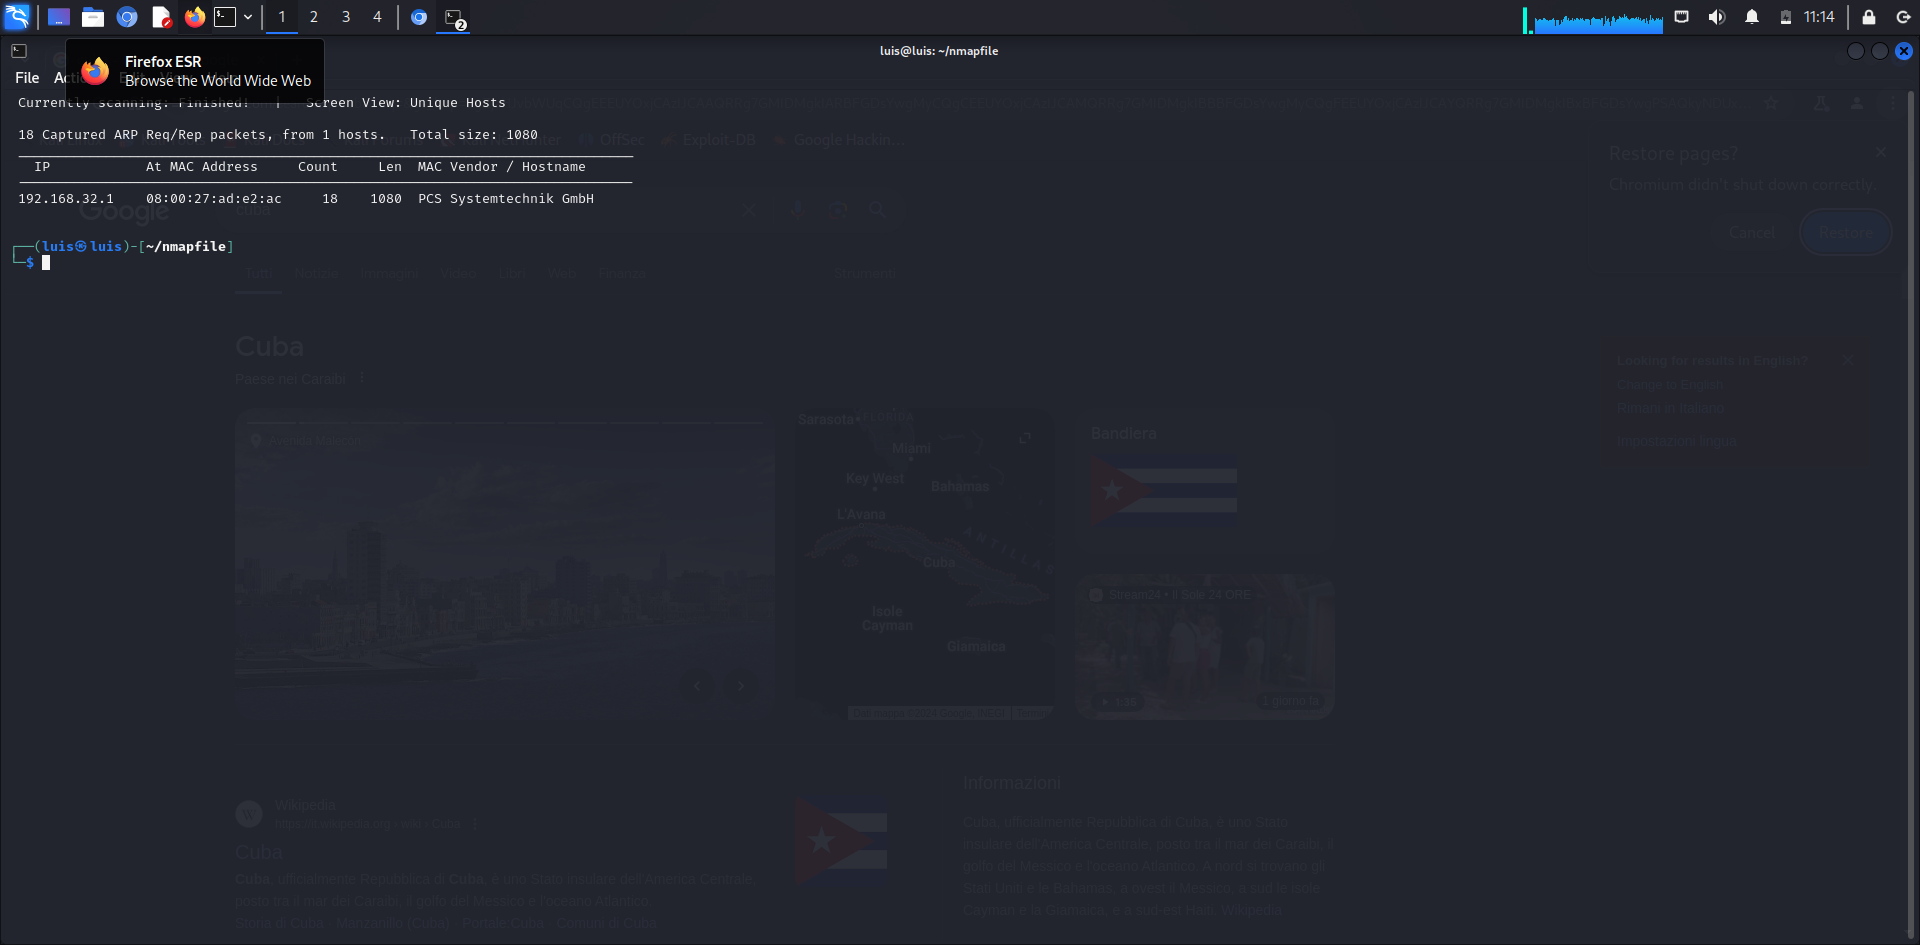 1 2 3 4 2 11:14
luis@luis: ~/nmapfile
Firefox ESR
Browse the World Wide Web
File
Currently scanning: Finished! | Screen View: Unique Hosts
18 Captured ARP Req/Rep packets, from 1 hosts. Total size: 1080
OffSec Exploit-DB Google Hackin...
IP At MAC Address Count Len MAC Vendor / Hostname
192.168.32.1 08:00:27:ad:e2:ac 18 1080 PCS Systemtechnik GmbH
Restore pages?
Chromium didn't shut down correctly.
Cancel Restore
Google cuba
(luis㉿luis)-[~/nmapfile]
$
Tutti Notizie Immagini Video Libri Web Finanza Strumenti
Cuba
Paese nei Caraibi
Looking for results in English?
Change to English
Rimani in italiano
Impostazioni lingua
Sarasota
FLORIDA
Miami
Key West
Bahamas
L'Avana
ANTILLAS
Cuba
Isole
Cayman
Giamaica
Bandiera
Stream24 • Il Sole 24 ORE
1:35 1 giorno fa
Wikipedia
Cuba
Cuba, ufficialmente Repubblica di Cuba, è uno Stato insulare dell'America Centrale,
posto tra il mar dei Caraibi, il golfo del Messico e l'oceano Atlantico.
Storia di Cuba Manzanillo (Cuba) Portale:Cuba Comuni di Cuba
Informazioni
Cuba, ufficialmente Repubblica di Cuba, è uno Stato
insulare dell'America Centrale, posto tra il mar dei Caraibi, il
golfo del Messico e l'oceano Atlantico. A nord si trovano gli
Stati Uniti e le Bahamas, a ovest il Messico, a sud le Isole
Cayman e la Giamaica, e a sud-est Haiti. Wikipedia